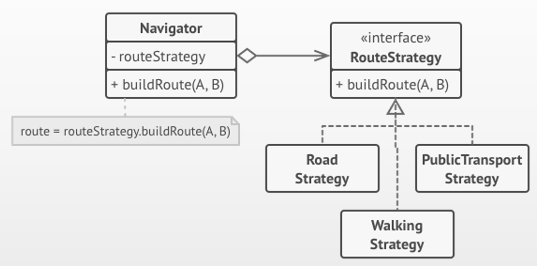 Navigator
- routeStrategy
+ buildRoute(A, B)
route = routeStrategy.buildRoute(A, B)
«interface»
RouteStrategy
+ buildRoute(A, B)
Road
Strategy
PublicTransport
Strategy
Walking
Strategy